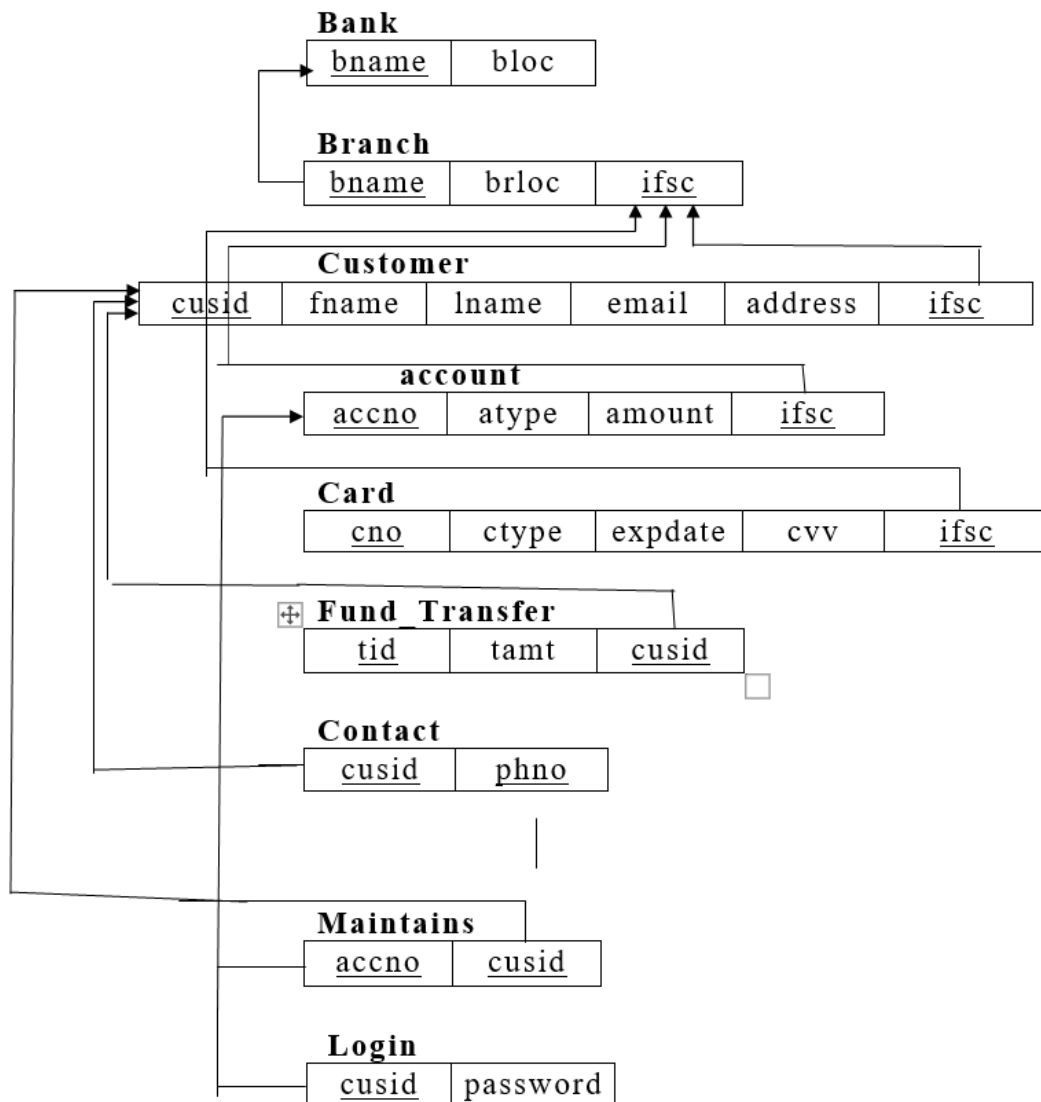 Bank
bname bloc
Branch
bname brloc ifsc
Customer
cusid fname lname email address ifsc
account
accno atype amount ifsc
Card
cno ctype expdate cvv ifsc
Fund_Transfer
tid tamt cusid
Contact
cusid phno
Maintains
accno cusid
Login
cusid password